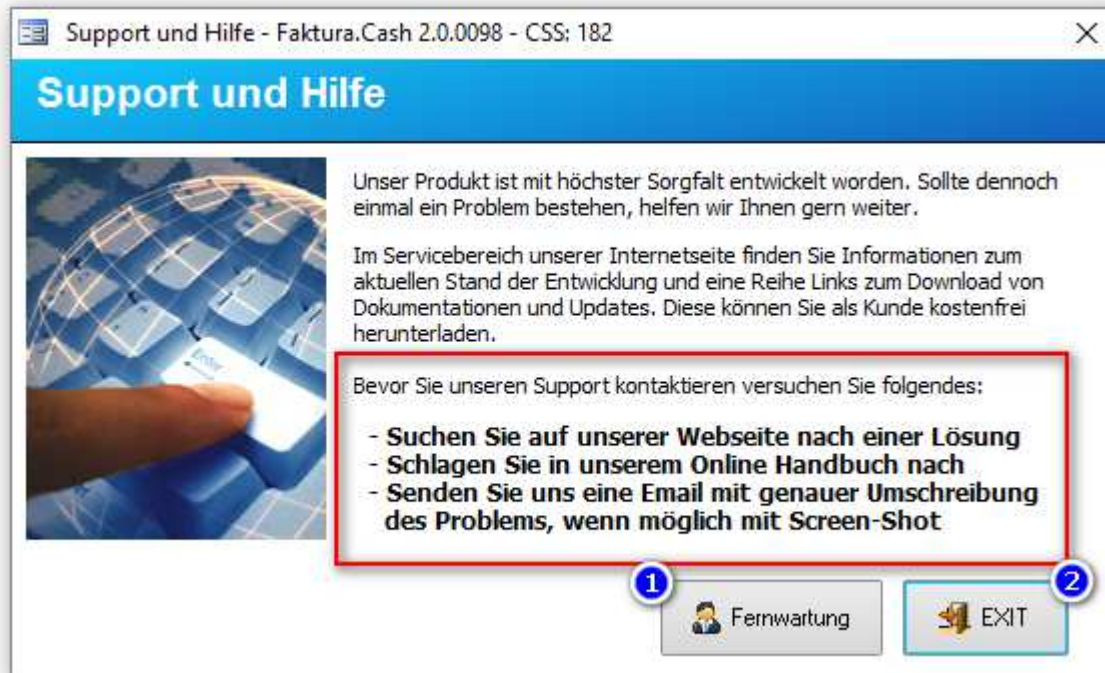 Support und Hilfe - Faktura.Cash 2.0.0098 - CSS: 182
Support und Hilfe
Unser Produkt ist mit höchster Sorgfalt entwickelt worden. Sollte dennoch
einmal ein Problem bestehen, helfen wir Ihnen gern weiter.
Im Servicebereich unserer Internetseite finden Sie Informationen zum
aktuellen Stand der Entwicklung und eine Reihe Links zum Download von
Dokumentationen und Updates. Diese können Sie als Kunde kostenfrei
herunterladen.
Enter
Bevor Sie unseren Support kontaktieren versuchen Sie folgendes:
- Suchen Sie auf unserer Webseite nach einer Lösung
- Schlagen Sie in unserem Online Handbuch nach
- Senden Sie uns eine Email mit genauer Umschreibung
des Problems, wenn möglich mit Screen-Shot
1
2
Fernwartung
EXIT